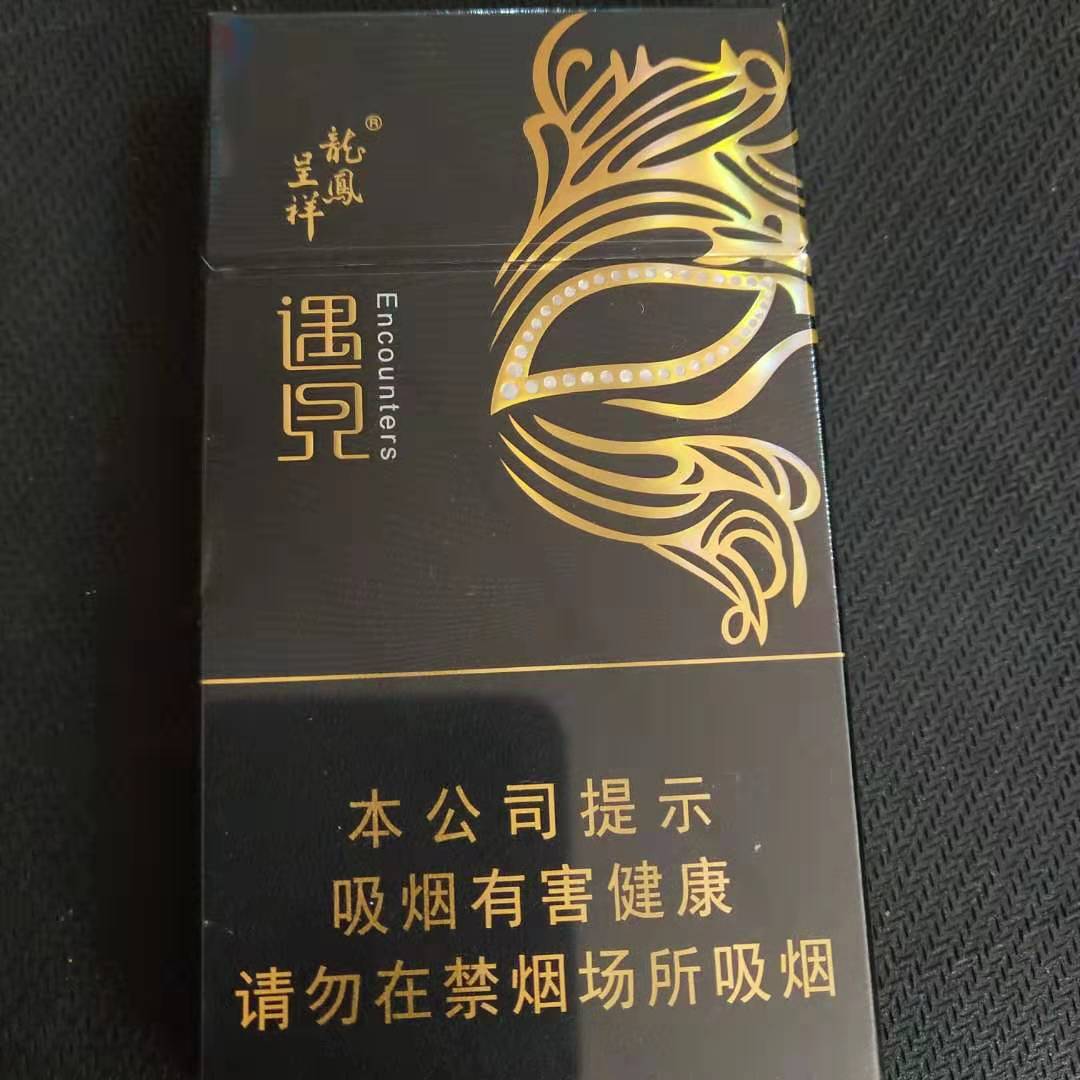 龍鳳
呈祥
®
遇见
Encounters
本公司提示
吸烟有害健康
请勿在禁烟场所吸烟